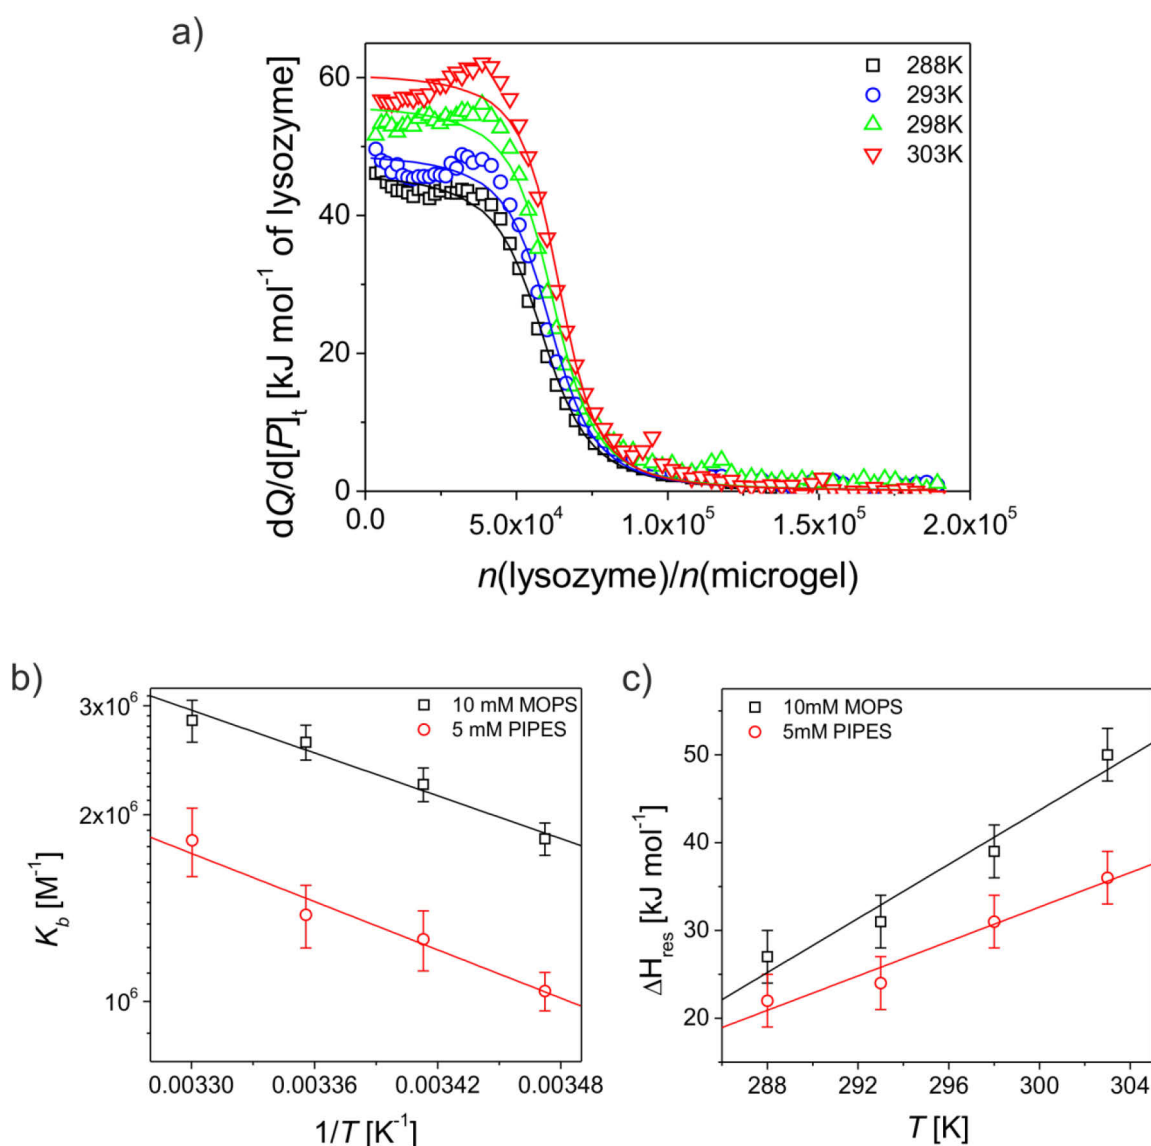 a)
dQ/d[P]t [kJ mol⁻¹ of lysozyme]
60
40
20
0
288K
293K
298K
303K
0.0 5.0x10⁴ 1.0x10⁵ 1.5x10⁵ 2.0x10⁵
n(lysozyme)/n(microgel)
b)
K_b [M⁻¹]
3x10⁶
2x10⁶
10⁶
10 mM MOPS
5 mM PIPES
0.00330 0.00336 0.00342 0.00348
1/T [K⁻¹]
c)
ΔH_res [kJ mol⁻¹]
50
40
30
20
10mM MOPS
5mM PIPES
288 292 296 300 304
T [K]